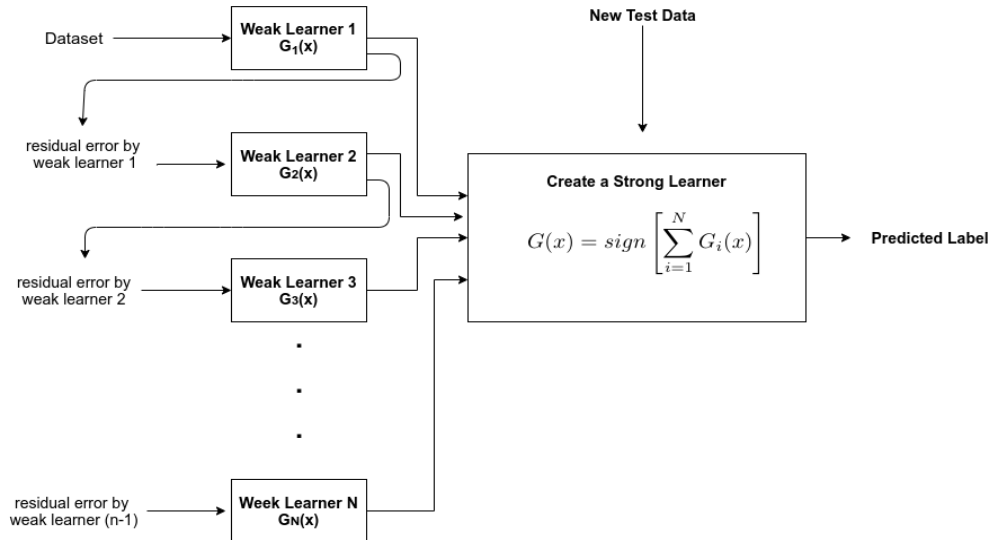 New Test Data
Dataset
Weak Learner 1
G₁(x)
residual error by
weak learner 1
Weak Learner 2
G₂(x)
Create a Strong Learner
G(x) = sign [ \sum_{i=1}^{N} G_i(x) ]
Predicted Label
residual error by
weak learner 2
Weak Learner 3
G₃(x)
.
.
.
residual error by
weak learner (n-1)
Week Learner N
GN(x)